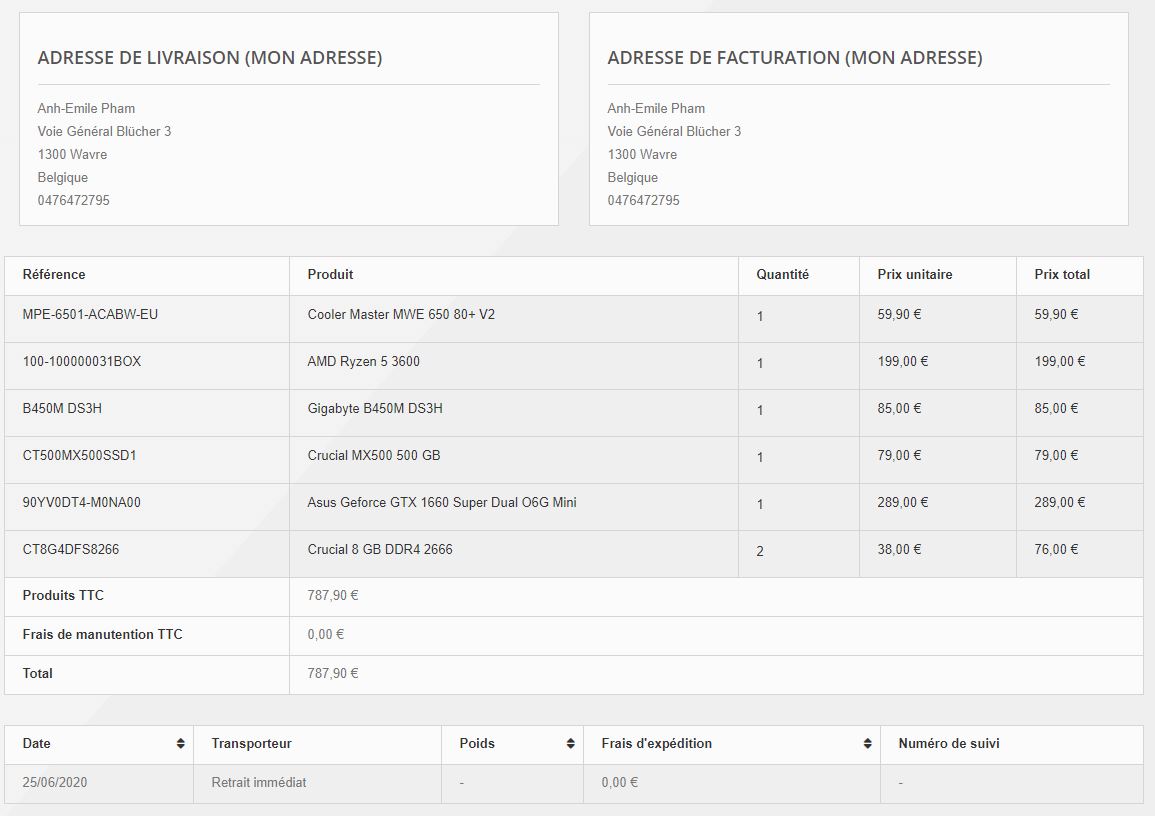 ADRESSE DE LIVRAISON (MON ADRESSE)
Anh-Emile Pham
Voie Général Blücher 3
1300 Wavre
Belgique
0476472795
ADRESSE DE FACTURATION (MON ADRESSE)
Anh-Emile Pham
Voie Général Blücher 3
1300 Wavre
Belgique
0476472795
Référence Produit Quantité Prix unitaire Prix total
MPE-6501-ACABW-EU Cooler Master MWE 650 80+ V2 1 59,90 € 59,90 €
100-100000031BOX AMD Ryzen 5 3600 1 199,00 € 199,00 €
B450M DS3H Gigabyte B450M DS3H 1 85,00 € 85,00 €
CT500MX500SSD1 Crucial MX500 500 GB 1 79,00 € 79,00 €
90YV0DT4-M0NA00 Asus Geforce GTX 1660 Super Dual O6G Mini 1 289,00 € 289,00 €
CT8G4DFS8266 Crucial 8 GB DDR4 2666 2 38,00 € 76,00 €
Produits TTC 787,90 €
Frais de manutention TTC 0,00 €
Total 787,90 €
Date Transporteur Poids Frais d'expédition Numéro de suivi
25/06/2020 Retrait immédiat - 0,00 € -